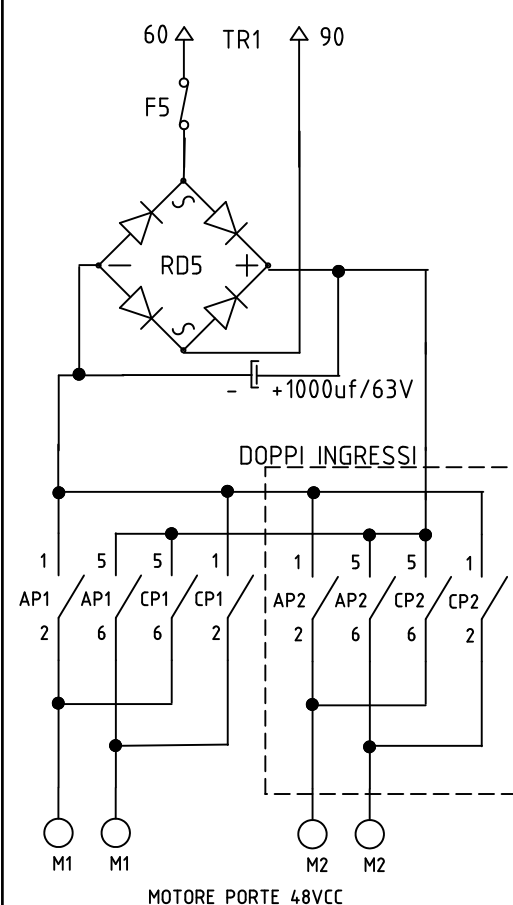 60 TR1 90
F5
RD5
- +1000uf/63V
DOPPI INGRESSI
1 5 5 1 1 5 5 1
AP1 AP1 CP1 CP1 AP2 AP2 CP2 CP2
2 6 6 2 2 6 6 2
M1 M1 M2 M2
MOTORE PORTE 48VCC